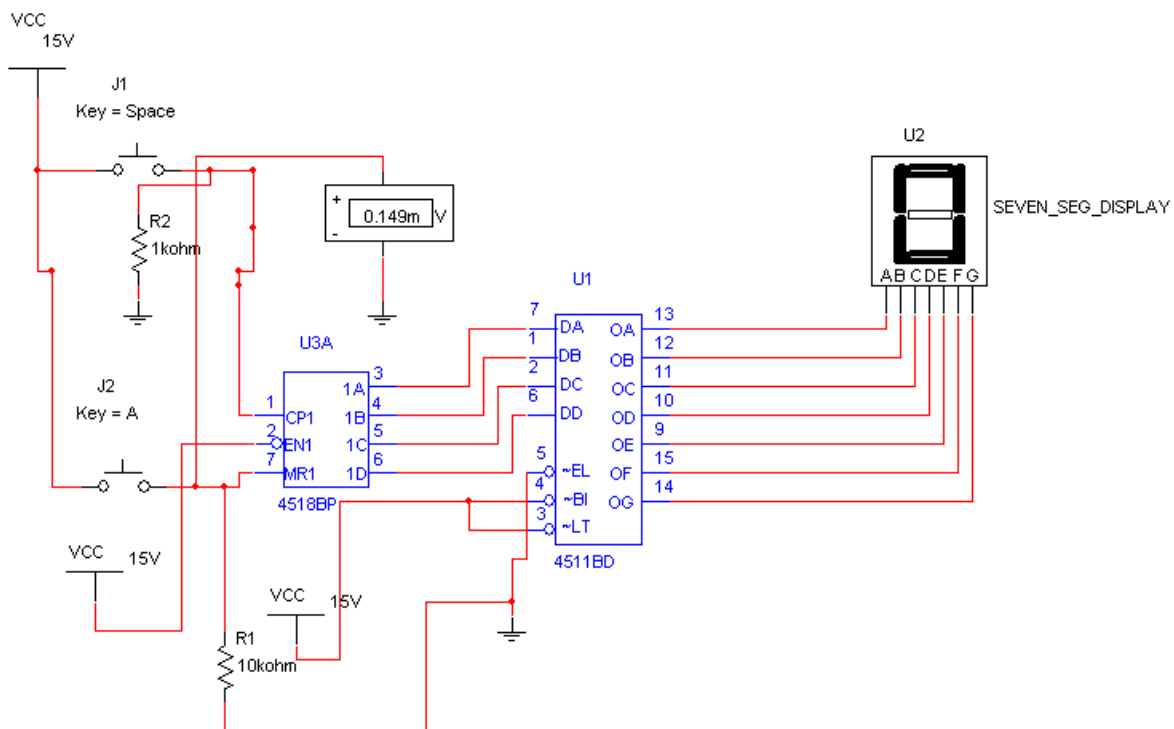 VCC
15V
J1
Key = Space
R2
1kohm
+
0.149m
V
-
U2
SEVEN_SEG_DISPLAY
A B C D E F G
U3A
1
CP1
2
EN1
7
MR1
1A
3
1B
4
1C
5
1D
6
4518BP
J2
Key = A
U1
7
DA
1
DB
2
DC
6
DD
5
~EL
4
~BI
3
~LT
OA
13
OB
12
OC
11
OD
10
OE
9
OF
15
OG
14
4511BD
VCC
15V
VCC
15V
R1
10kohm